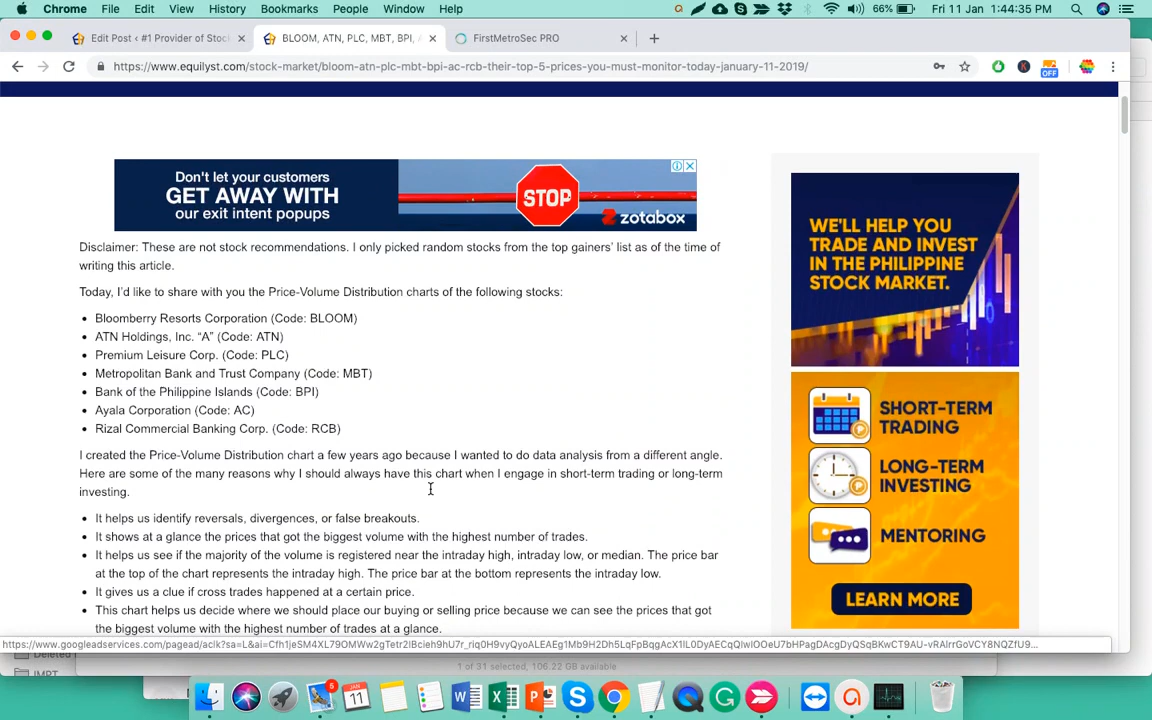 Chrome File Edit View History Bookmarks People Window Help 66% Fri 11 Jan 1:44:35 PM
Edit Post ‹ #1 Provider of Stoc
BLOOM, ATN, PLC, MBT, BPI,
FirstMetroSec PRO
https://www.equilyst.com/stock-market/bloom-atn-plc-mbt-bpi-ac-rcb-their-top-5-prices-you-must-monitor-today-january-11-2019/
OFF
Don't let your customers
GET AWAY WITH
our exit intent popups
STOP
zotabox
Disclaimer: These are not stock recommendations. I only picked random stocks from the top gainers' list as of the time of
writing this article.
Today, I'd like to share with you the Price-Volume Distribution charts of the following stocks:
• Bloomberry Resorts Corporation (Code: BLOOM)
• ATN Holdings, Inc. “A” (Code: ATN)
• Premium Leisure Corp. (Code: PLC)
• Metropolitan Bank and Trust Company (Code: MBT)
• Bank of the Philippine Islands (Code: BPI)
• Ayala Corporation (Code: AC)
• Rizal Commercial Banking Corp. (Code: RCB)
I created the Price-Volume Distribution chart a few years ago because I wanted to do data analysis from a different angle.
Here are some of the many reasons why I should always have this chart when I engage in short-term trading or long-term
investing.
• It helps us identify reversals, divergences, or false breakouts.
• It shows at a glance the prices that got the biggest volume with the highest number of trades.
• It helps us see if the majority of the volume is registered near the intraday high, intraday low, or median. The price bar
at the top of the chart represents the intraday high. The price bar at the bottom represents the intraday low.
• It gives us a clue if cross trades happened at a certain price.
• This chart helps us decide where we should place our buying or selling price because we can see the prices that got
the biggest volume with the highest number of trades at a glance.
WE'LL HELP YOU
TRADE AND INVEST
IN THE PHILIPPINE
STOCK MARKET.
SHORT-TERM
TRADING
LONG-TERM
INVESTING
MENTORING
LEARN MORE
1 of 31 selected, 106.22 GB available
5
JAN
11